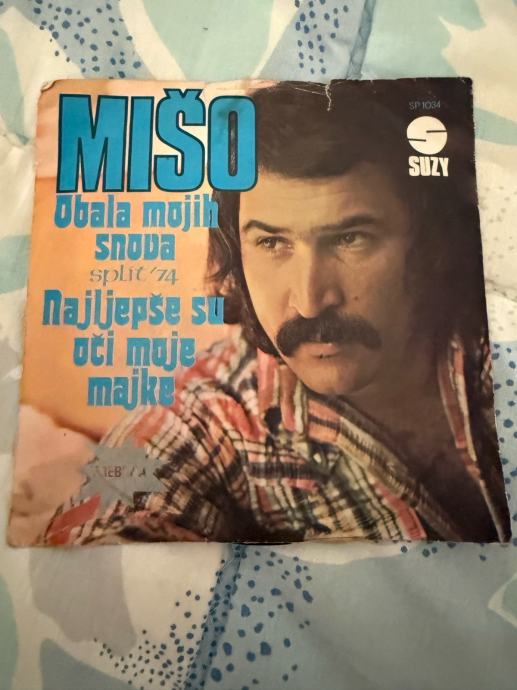 MIŠO
Obala mojih
snova
split '74
Najljepše su
oči moje
majke
SP 1034
SUZY